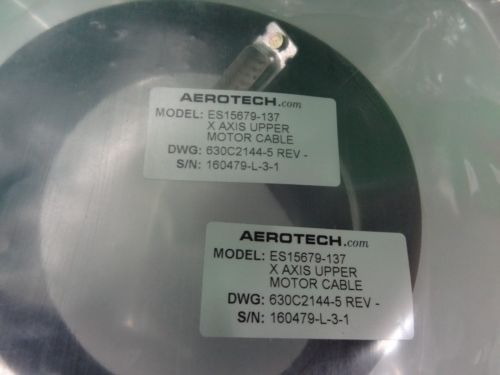 AEROTECH.com
MODEL: ES15679-137
X AXIS UPPER
MOTOR CABLE
DWG: 630C2144-5 REV -
S/N: 160479-L-3-1
AEROTECH.com
MODEL: ES15679-137
X AXIS UPPER
MOTOR CABLE
DWG: 630C2144-5 REV -
S/N: 160479-L-3-1